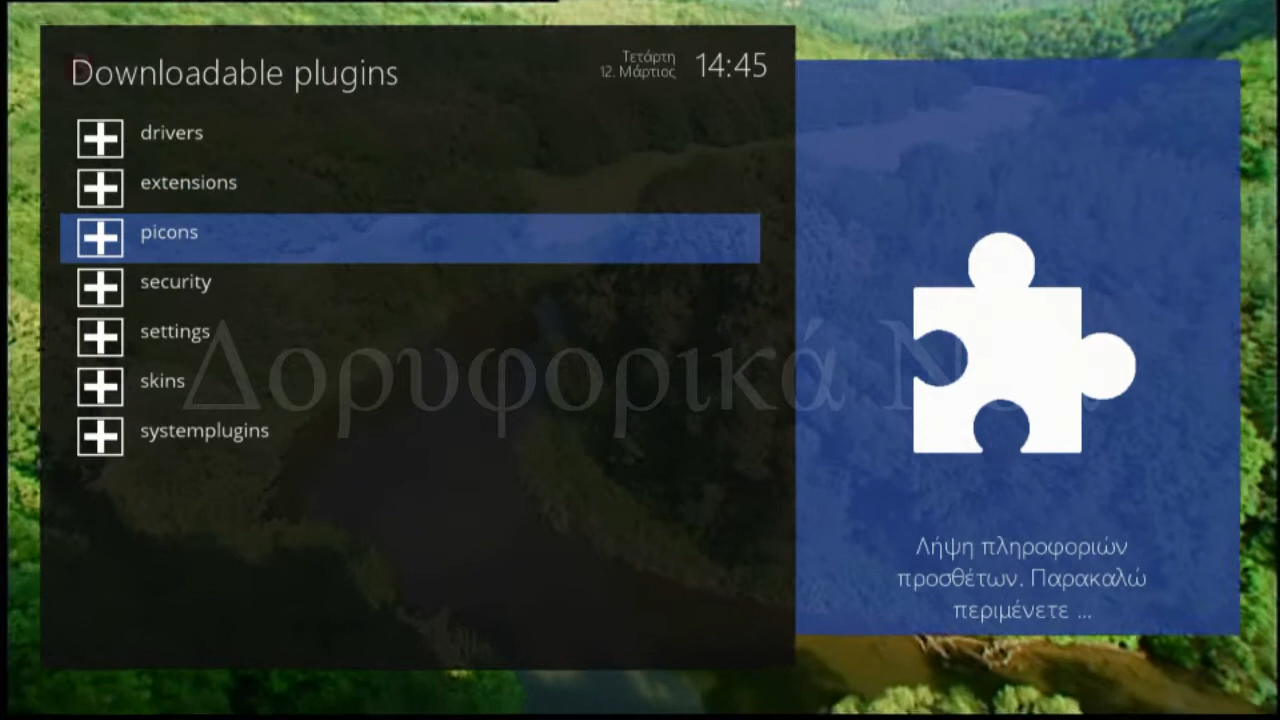 Downloadable plugins
Τετάρτη
12. Μάρτιος
14:45
drivers
extensions
picons
security
settings
skins
systemplugins
Δορυφορικά
Λήψη πληροφοριών
προσθέτων. Παρακαλώ
περιμένετε ...